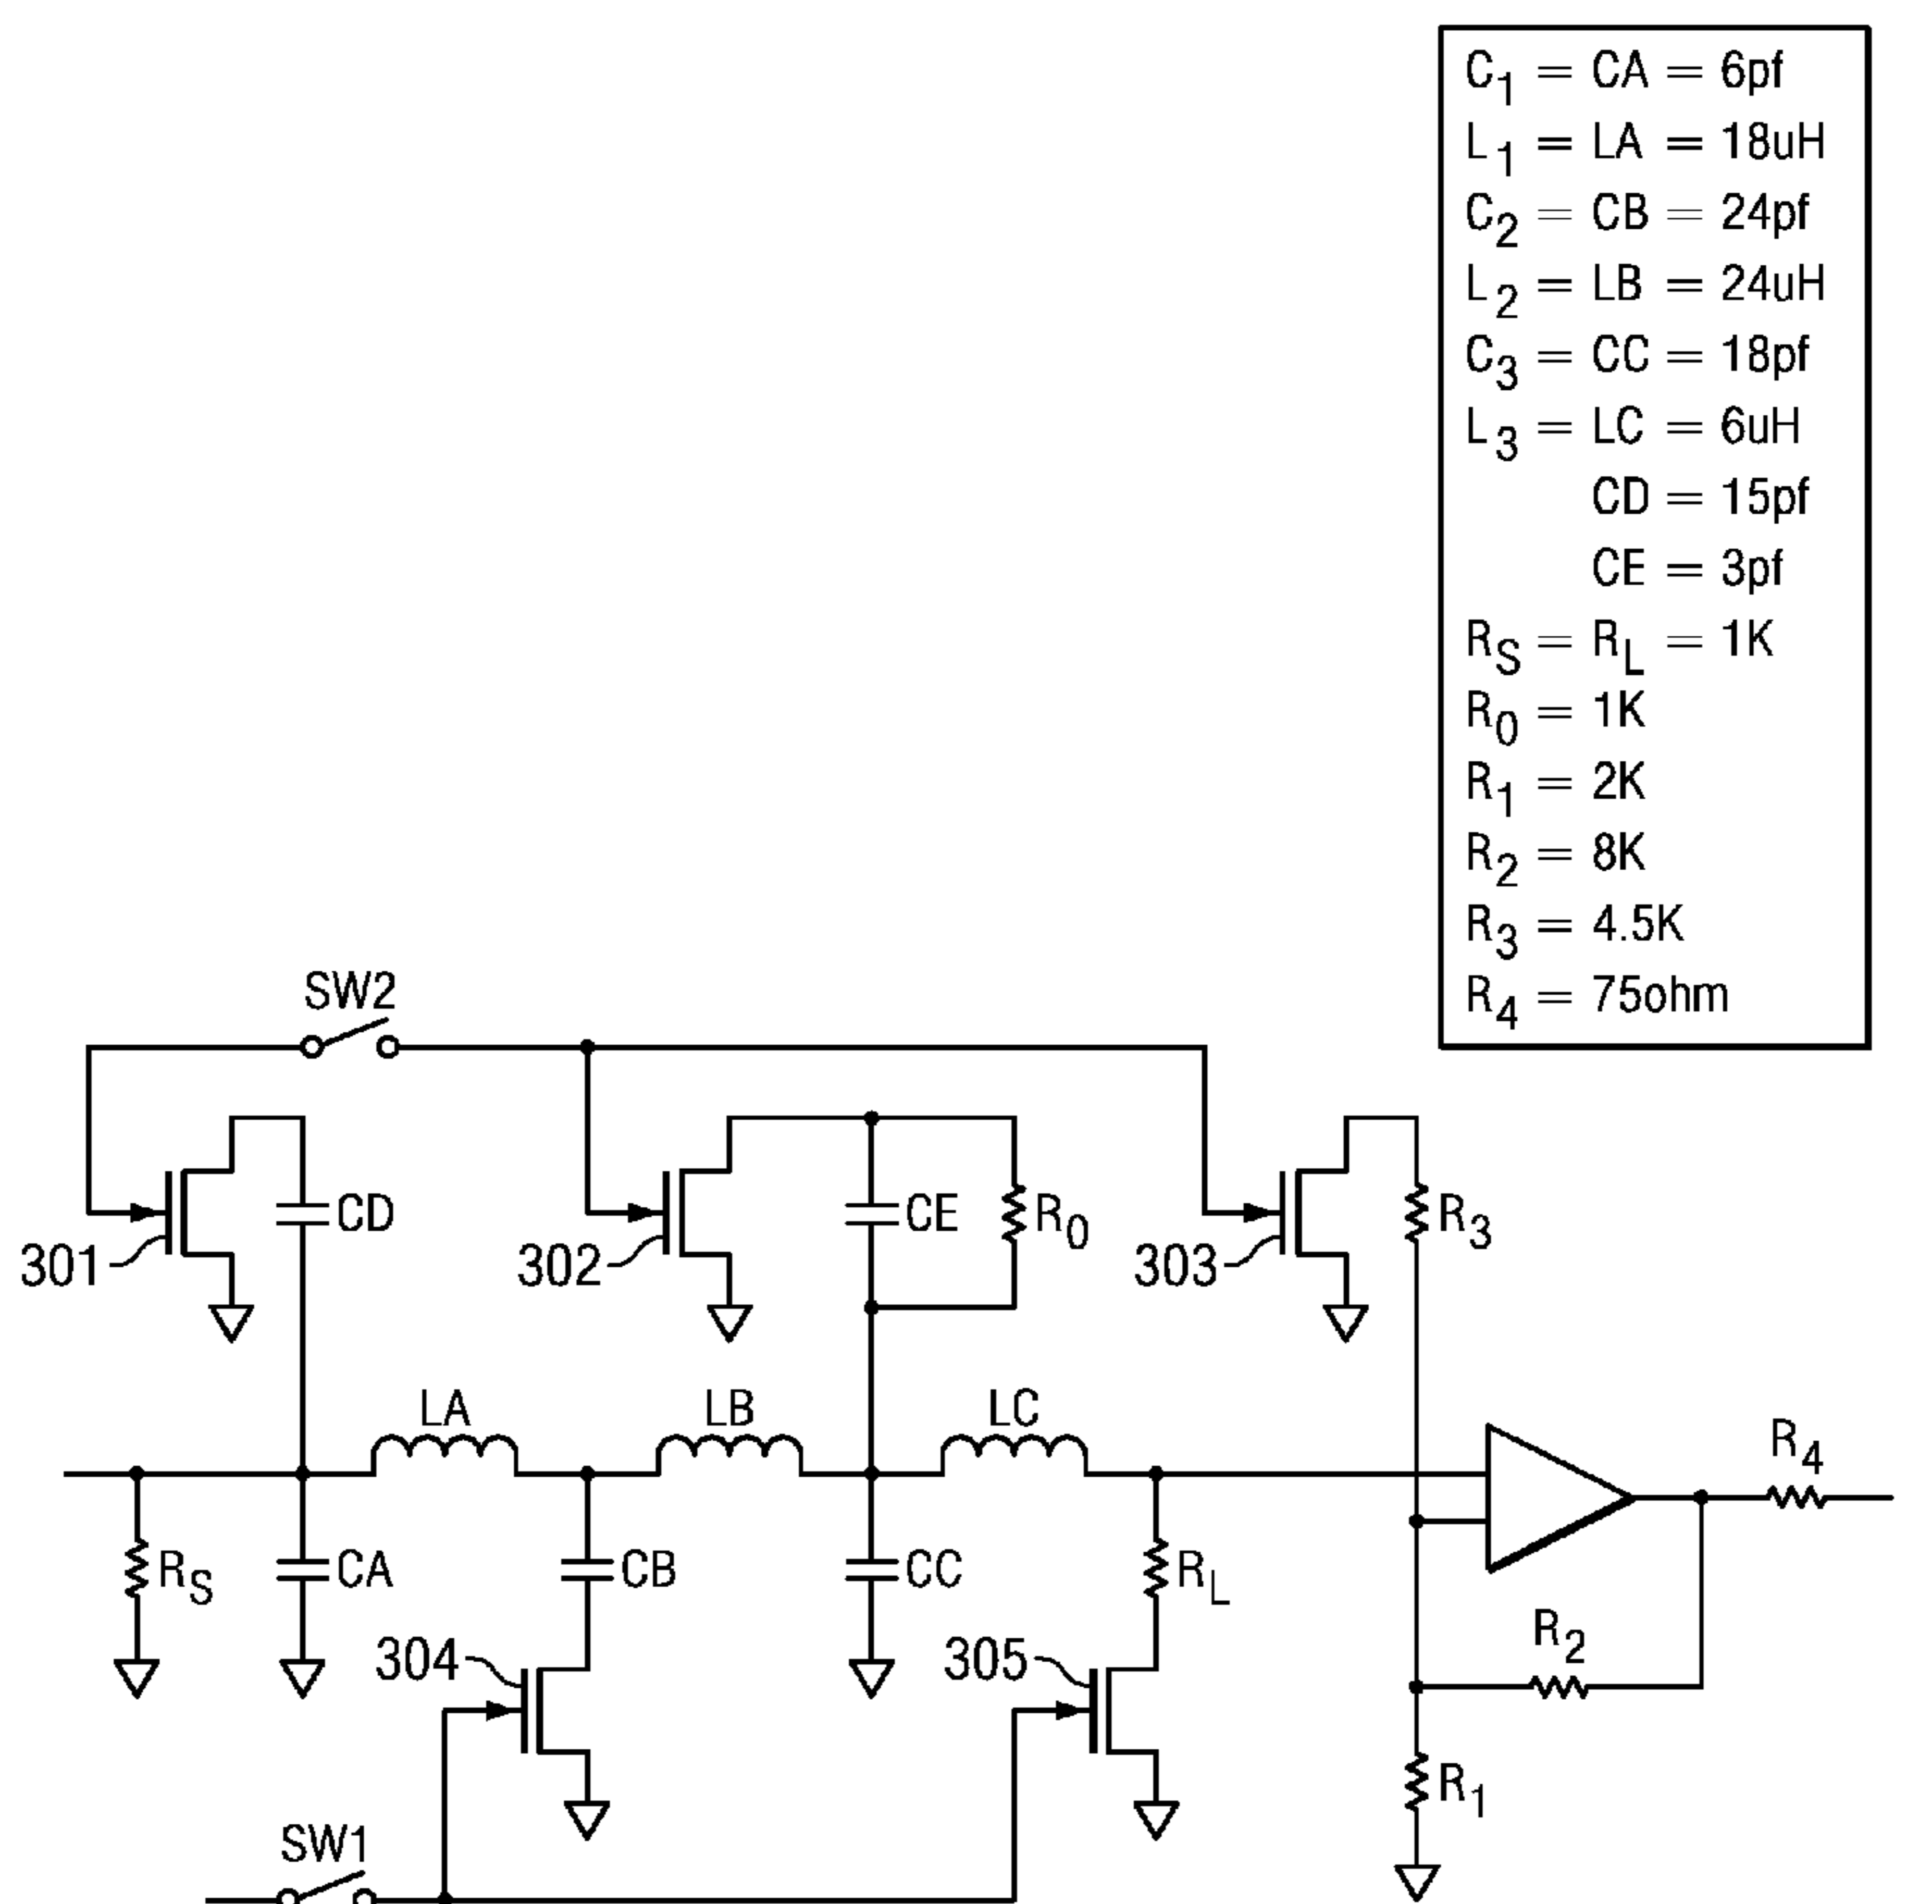 C1 = CA = 6pf
L1 = LA = 18uH
C2 = CB = 24pf
L2 = LB = 24uH
C3 = CC = 18pf
L3 = LC = 6uH
CD = 15pf
CE = 3pf
RS = RL = 1K
R0 = 1K
R1 = 2K
R2 = 8K
R3 = 4.5K
R4 = 75ohm
SW2
CD
CE
R0
R3
301
302
303
LA
LB
LC
R4
RS
CA
CB
CC
RL
304
305
R2
R1
SW1